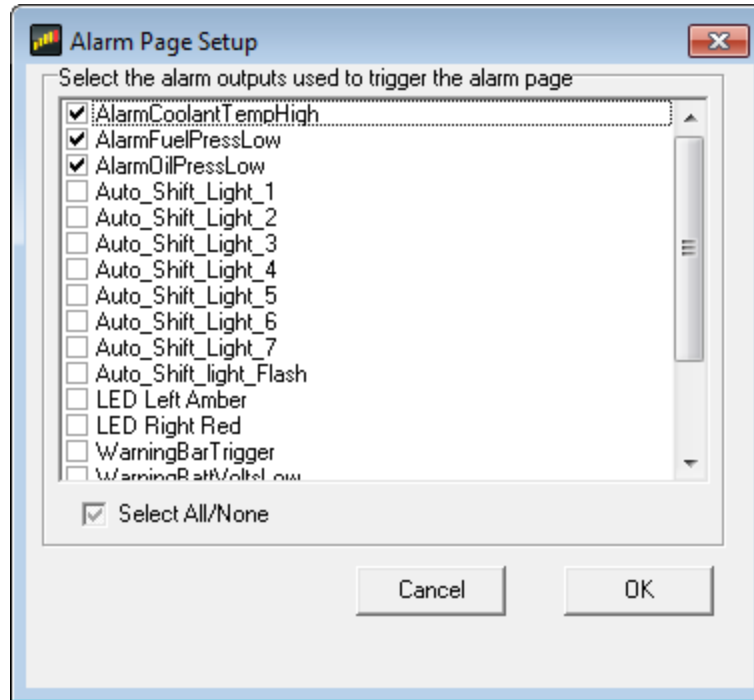 Alarm Page Setup
Select the alarm outputs used to trigger the alarm page
AlarmCoolantTempHigh
AlarmFuelPressLow
AlarmOilPressLow
Auto_Shift_Light_1
Auto_Shift_Light_2
Auto_Shift_Light_3
Auto_Shift_Light_4
Auto_Shift_Light_5
Auto_Shift_Light_6
Auto_Shift_Light_7
Auto_Shift_light_Flash
LED Left Amber
LED Right Red
WarningBarTrigger
WarningBattVoltsLow
Select All/None
Cancel
OK